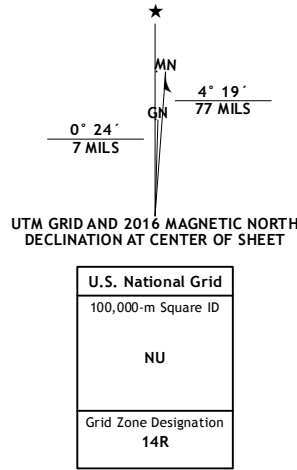 ★
MN
4° 19´
77 MILS
GN
0° 24´
7 MILS
UTM GRID AND 2016 MAGNETIC NORTH
DECLINATION AT CENTER OF SHEET
U.S. National Grid
100,000-m Square ID
NU
Grid Zone Designation
14R